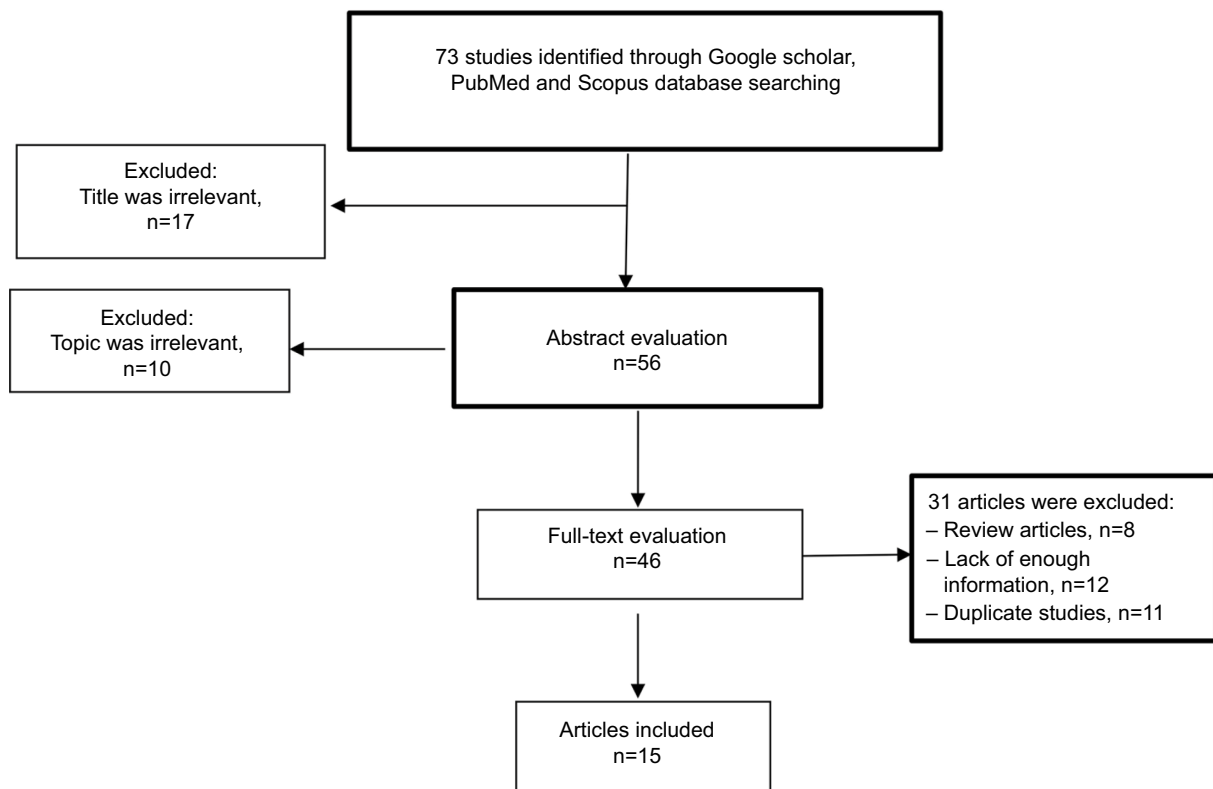 73 studies identified through Google scholar,
PubMed and Scopus database searching
Excluded:
Title was irrelevant,
n=17
Excluded:
Topic was irrelevant,
n=10
Abstract evaluation
n=56
Full-text evaluation
n=46
31 articles were excluded:
– Review articles, n=8
– Lack of enough
information, n=12
– Duplicate studies, n=11
Articles included
n=15